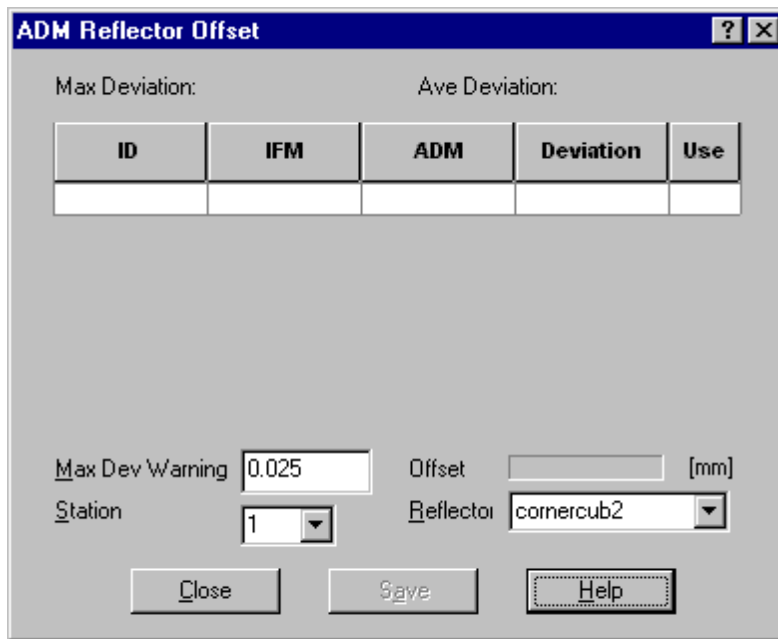 ADM Reflector Offset
Max Deviation: Ave Deviation:
ID IFM ADM Deviation Use
Max Dev Warning 0.025 Offset [mm]
Station 1 Reflector cornercub2
Close Save Help